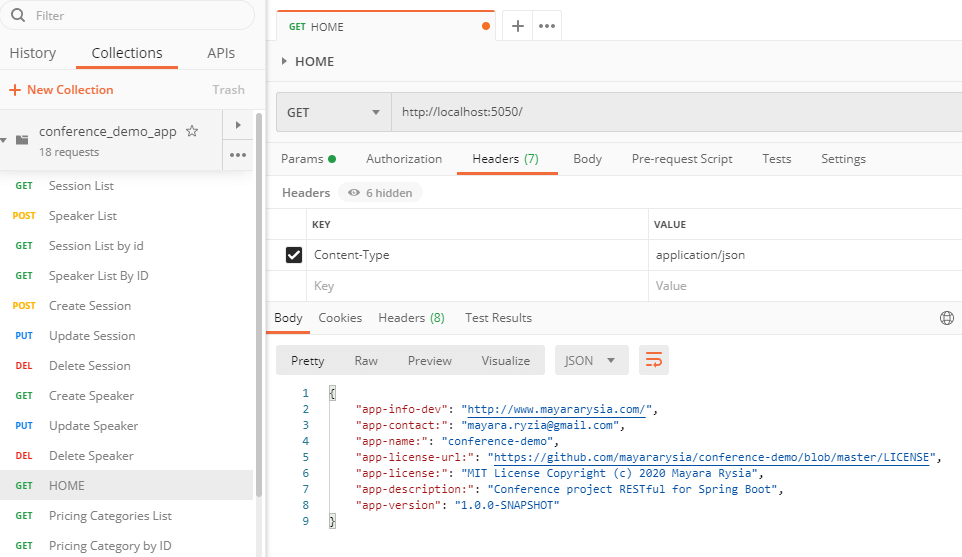 Filter
History Collections APIs
+ New Collection Trash
conference_demo_app
18 requests
GET Session List
POST Speaker List
GET Session List by id
GET Speaker List By ID
POST Create Session
PUT Update Session
DEL Delete Session
GET Create Speaker
PUT Update Speaker
DEL Delete Speaker
GET HOME
GET Pricing Categories List
GET Pricing Category by ID
GET HOME
HOME
GET http://localhost:5050/
Params Authorization Headers (7) Body Pre-request Script Tests Settings
Headers 6 hidden
KEY VALUE
Content-Type application/json
Key Value
Body Cookies Headers (8) Test Results
Pretty Raw Preview Visualize JSON
1 {
2 "app-info-dev": "http://www.mayararysia.com/",
3 "app-contact:": "mayara.ryzia@gmail.com",
4 "app-name:": "conference-demo",
5 "app-license-url:": "https://github.com/mayararysia/conference-demo/blob/master/LICENSE",
6 "app-license:": "MIT License Copyright (c) 2020 Mayara Rysia",
7 "app-description:": "Conference project RESTful for Spring Boot",
8 "app-version": "1.0.0-SNAPSHOT"
9 }